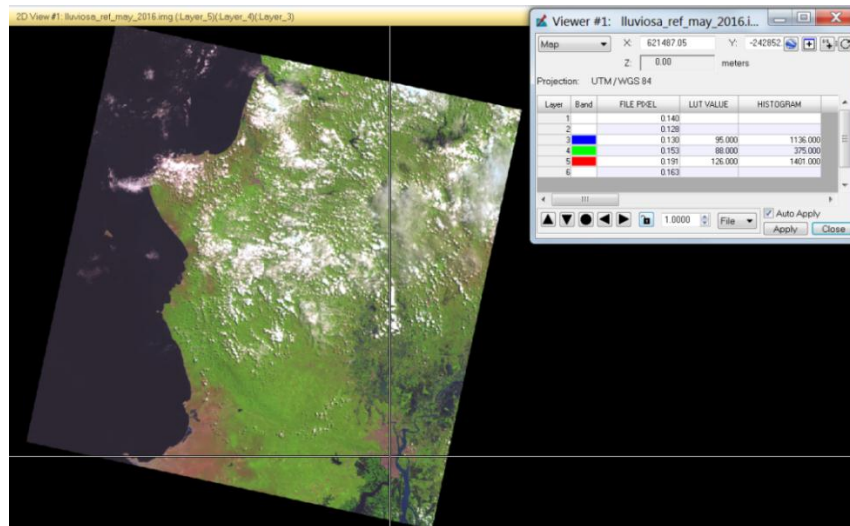 2D View #1: lluviosa_ref_may_2016.img (Layer_5)(Layer_4)(Layer_3)
Viewer #1: lluviosa_ref_may_2016.i...
Map X: 621487.05 Y: -242852.
Z: 0.00 meters
Projection: UTM / WGS 84
Layer Band FILE PIXEL LUT VALUE HISTOGRAM
1 0.140
2 0.128
3 0.130 95.000 1136.000
4 0.153 88.000 375.000
5 0.191 126.000 1401.000
6 0.163
1.0000 File Auto Apply
Apply Close